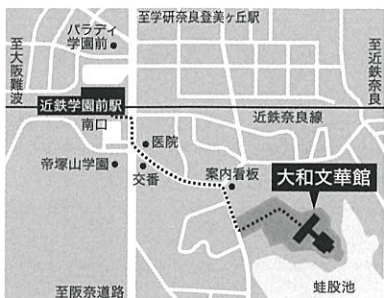 至学研奈良登美ヶ丘駅
パラディ
学園前
至大阪難波
至近鉄奈良
近鉄学園前駅
近鉄奈良線
南口
医院
帝塚山学園
交番
案内看板
大和文華館
至阪奈道路
蛙股池